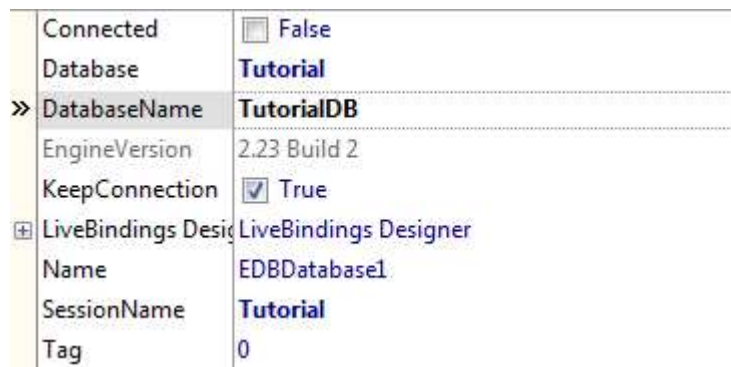 Connected False
Database Tutorial
» DatabaseName TutorialDB
EngineVersion 2.23 Build 2
KeepConnection True
LiveBindings Desig LiveBindings Designer
Name EDBDatabase1
SessionName Tutorial
Tag 0